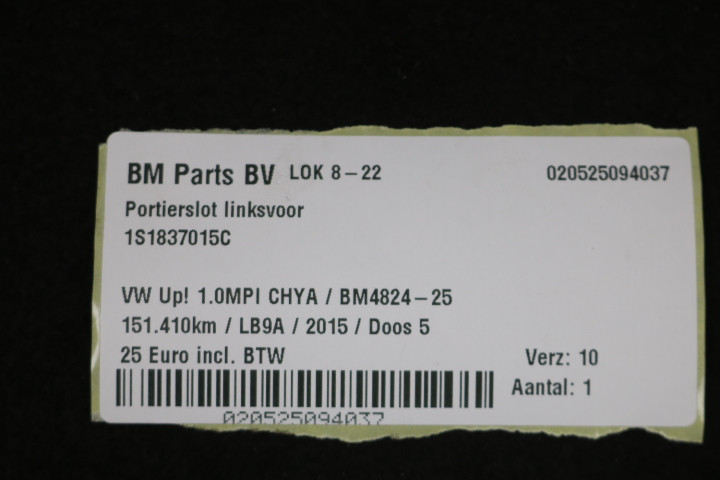 BM Parts BV LOK 8-22 020525094037
Portierslot linksvoor
1S1837015C
VW Up! 1.0MPI CHYA / BM4824-25
151.410km / LB9A / 2015 / Doos 5
25 Euro incl. BTW Verz: 10
Aantal: 1
020525094037